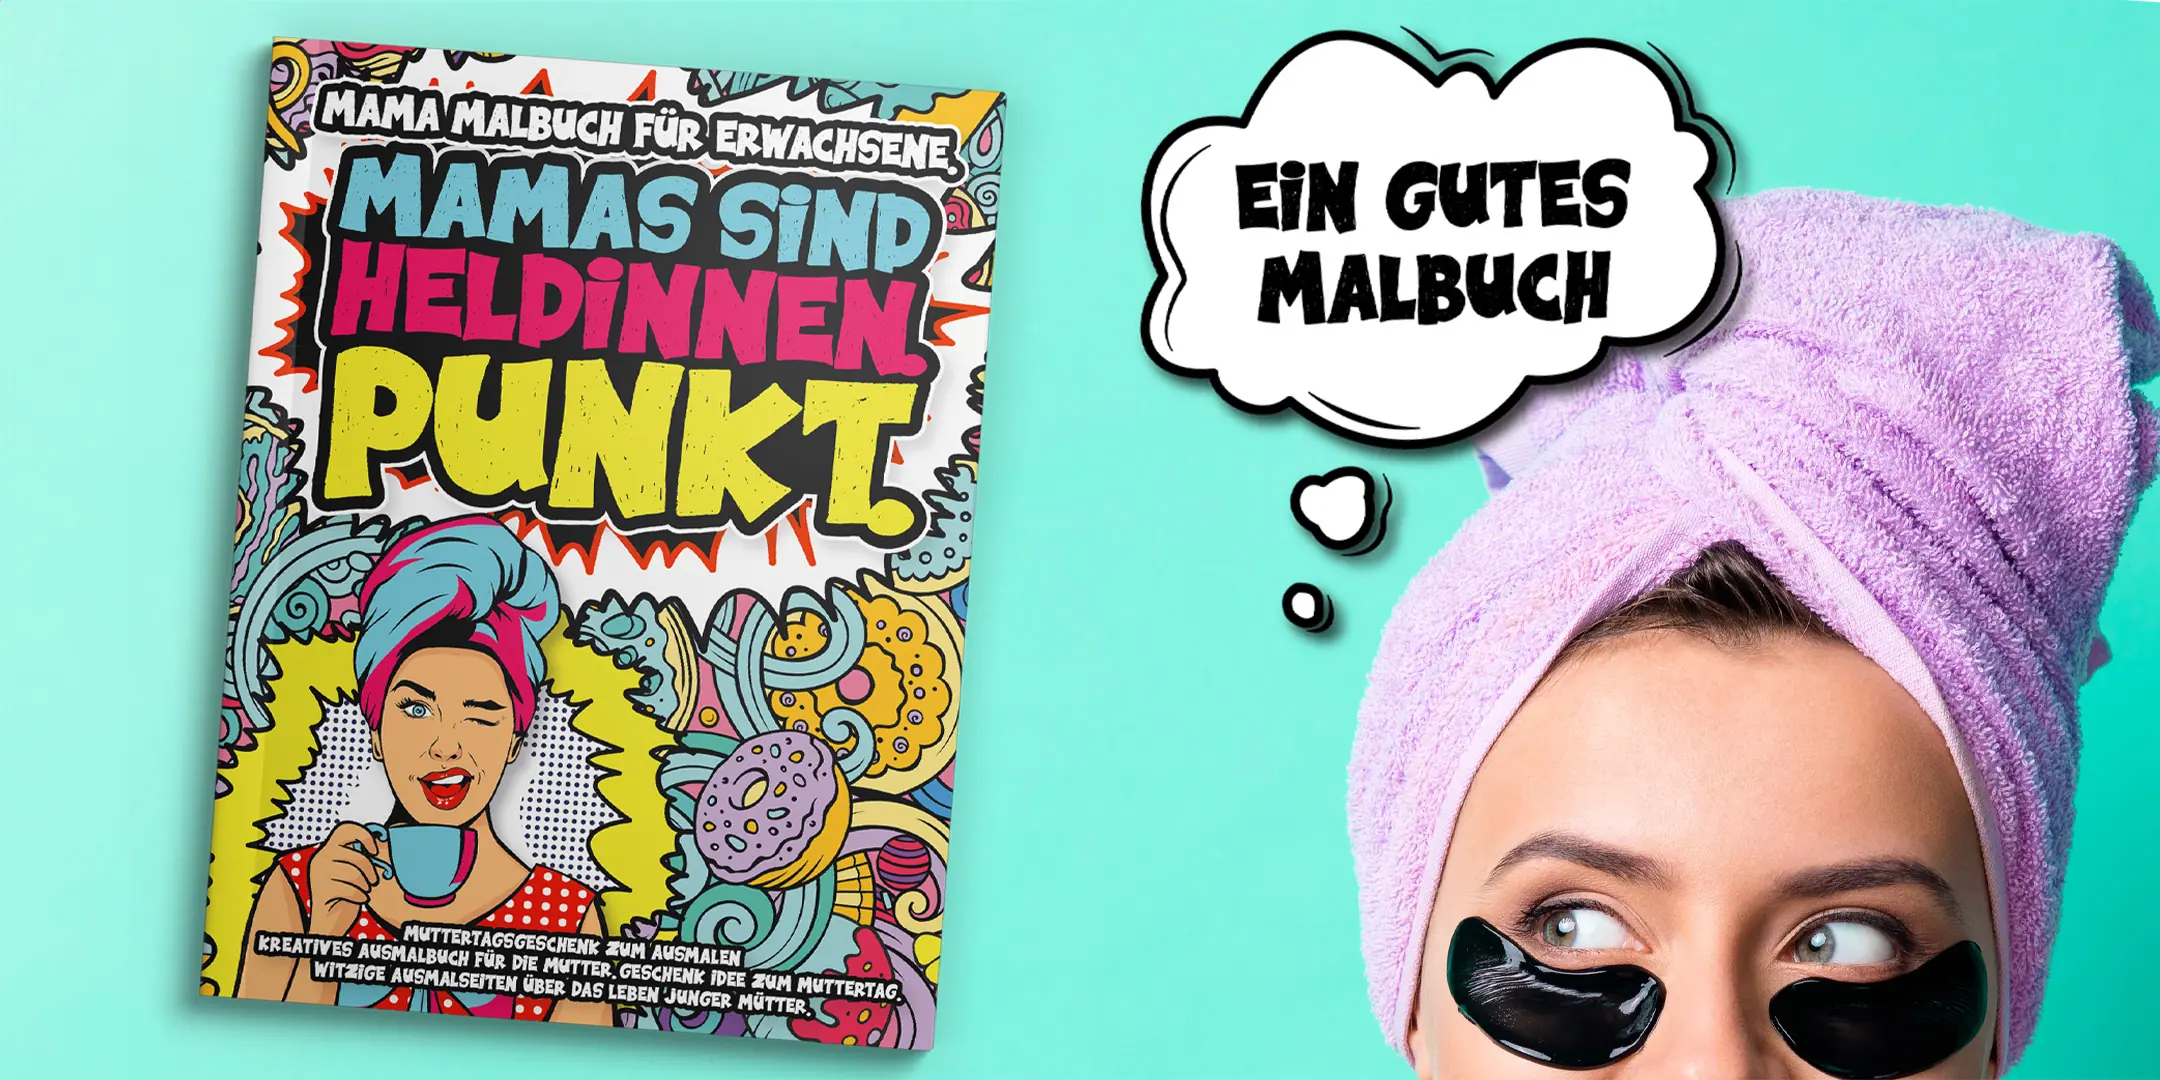 MAMA MALBUCH FÜR ERWACHSENE.
MAMAS SIND
HELDINNEN.
PUNKT.
MUTTERTAGSGESCHENK ZUM AUSMALEN
KREATIVES AUSMALBUCH FÜR DIE MUTTER. GESCHENK IDEE ZUM MUTTERTAG.
WITZIGE AUSMALSEITEN ÜBER DAS LEBEN JUNGER MÜTTER.
EIN GUTES
MALBUCH